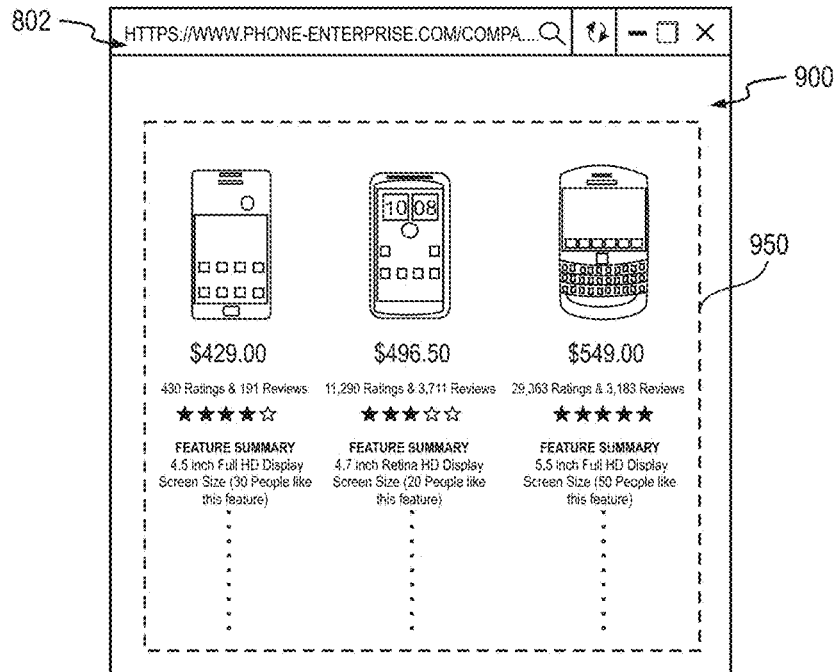 802
HTTPS://WWW.PHONE-ENTERPRISE.COM/COMPA....
900
10 08
950
$429.00
$496.50
$549.00
430 Ratings & 191 Reviews
11,290 Ratings & 3,711 Reviews
29,363 Ratings & 3,183 Reviews
FEATURE SUMMARY
4.5 inch Full HD Display
Screen Size (30 People like
this feature)
FEATURE SUMMARY
4.7 inch Retina HD Display
Screen Size (20 People like
this feature)
FEATURE SUMMARY
5.5 inch Full HD Display
Screen Size (50 People like
this feature)